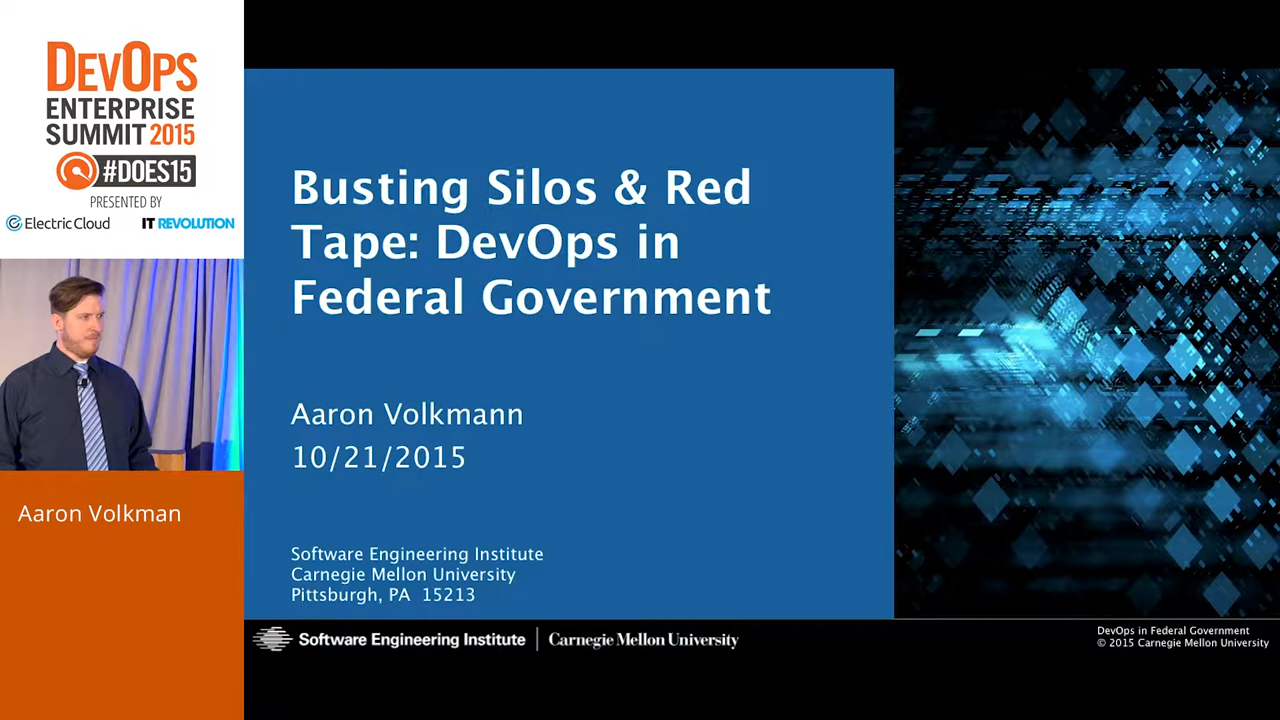 DEVOPS
ENTERPRISE
SUMMIT 2015
#DOES15
PRESENTED BY
Electric Cloud IT REVOLUTION
Aaron Volkman
Busting Silos & Red
Tape: DevOps in
Federal Government
Aaron Volkmann
10/21/2015
Software Engineering Institute
Carnegie Mellon University
Pittsburgh, PA 15213
Software Engineering Institute Carnegie Mellon University
DevOps in Federal Government
© 2015 Carnegie Mellon University